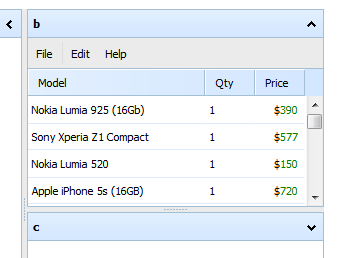 b
File Edit Help
Model Qty Price
Nokia Lumia 925 (16Gb) 1 $390
Sony Xperia Z1 Compact 1 $577
Nokia Lumia 520 1 $150
Apple iPhone 5s (16GB) 1 $720
c